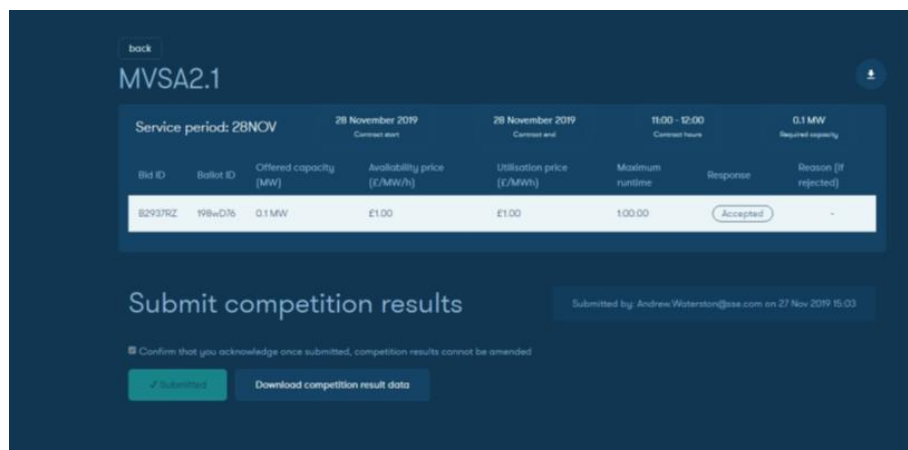 back
MVSA2.1
Service period: 28NOV
28 November 2019
Contract start
28 November 2019
Contract end
11:00 - 12:00
Contract hours
0.1 MW
Required capacity
Bid ID
Ballot ID
Offered capacity
(MW)
Availability price
(£/MW/h)
Utilisation price
(£/MWh)
Maximum
runtime
Response
Reason (if
rejected)
B2937RZ
198wD76
0.1 MW
£1.00
£1.00
1:00:00
Accepted
-
Submit competition results
Submitted by: Andrew.Waterston@sse.com on 27 Nov 2019 15:03
Confirm that you acknowledge once submitted, competition results cannot be amended
✓ Submitted
Download competition result data